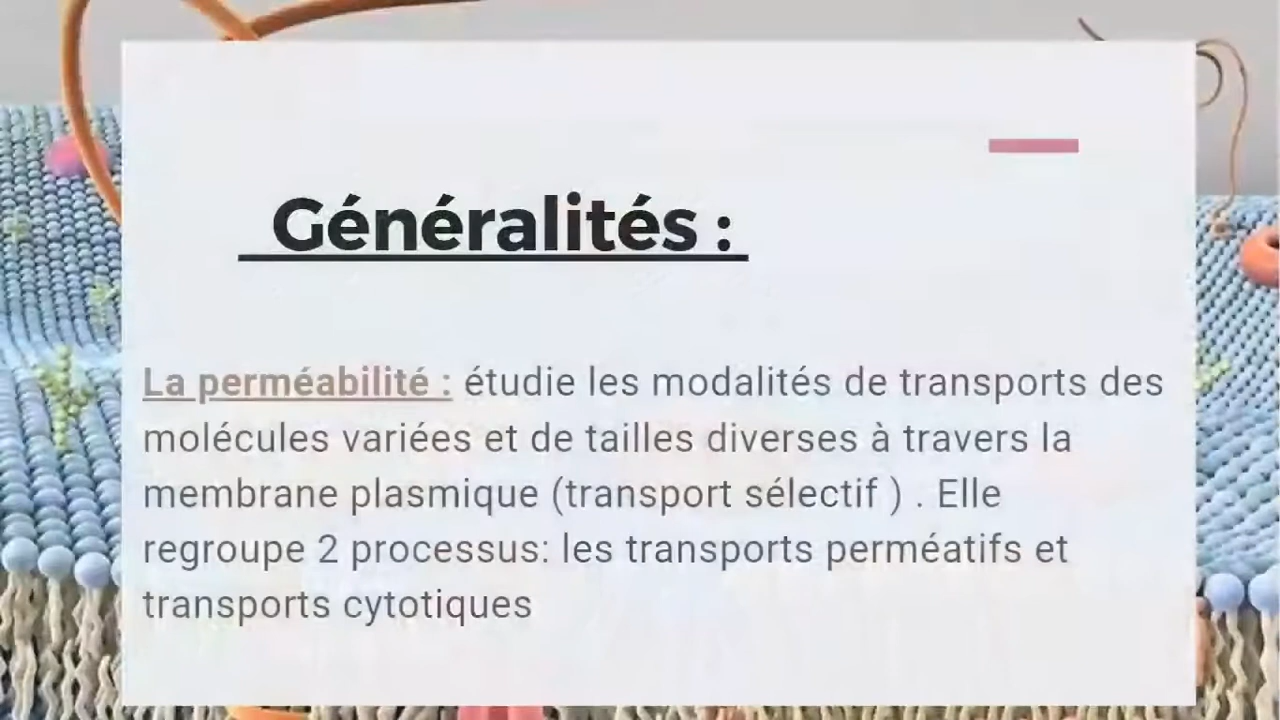 Généralités :
La perméabilité : étudie les modalités de transports des
molécules variées et de tailles diverses à travers la
membrane plasmique (transport sélectif ) . Elle
regroupe 2 processus: les transports perméatifs et
transports cytotiques